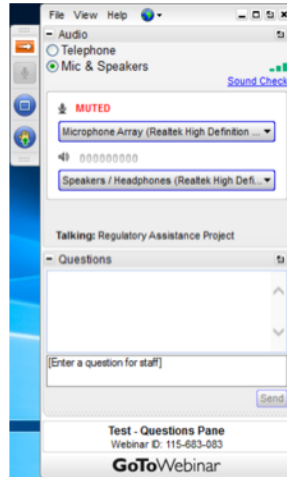 File View Help
Audio
Telephone
Mic & Speakers
Sound Check
MUTED
Microphone Array (Realtek High Definition ...
000000000
Speakers / Headphones (Realtek High Defi...
Talking: Regulatory Assistance Project
Questions
[Enter a question for staff]
Send
Test - Questions Pane
Webinar ID: 115-683-083
GoToWebinar